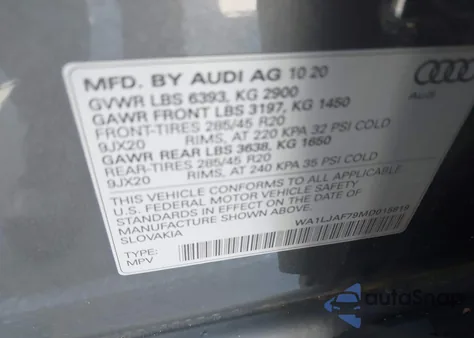 MFD. BY AUDI AG 10 20
GVWR LBS 6393, KG 2900
GAWR FRONT LBS 3197, KG 1450
FRONT-TIRES 285/45 R20
9JX20 RIMS, AT 220 KPA 32 PSI COLD
GAWR REAR LBS 3638, KG 1650
REAR-TIRES 285/45 R20
9JX20 RIMS, AT 240 KPA 35 PSI COLD
THIS VEHICLE CONFORMS TO ALL APPLICABLE
U.S. FEDERAL MOTOR VEHICLE SAFETY
STANDARDS IN EFFECT ON THE DATE OF
MANUFACTURE SHOWN ABOVE.
SLOVAKIA
TYPE:
MPV
Audi